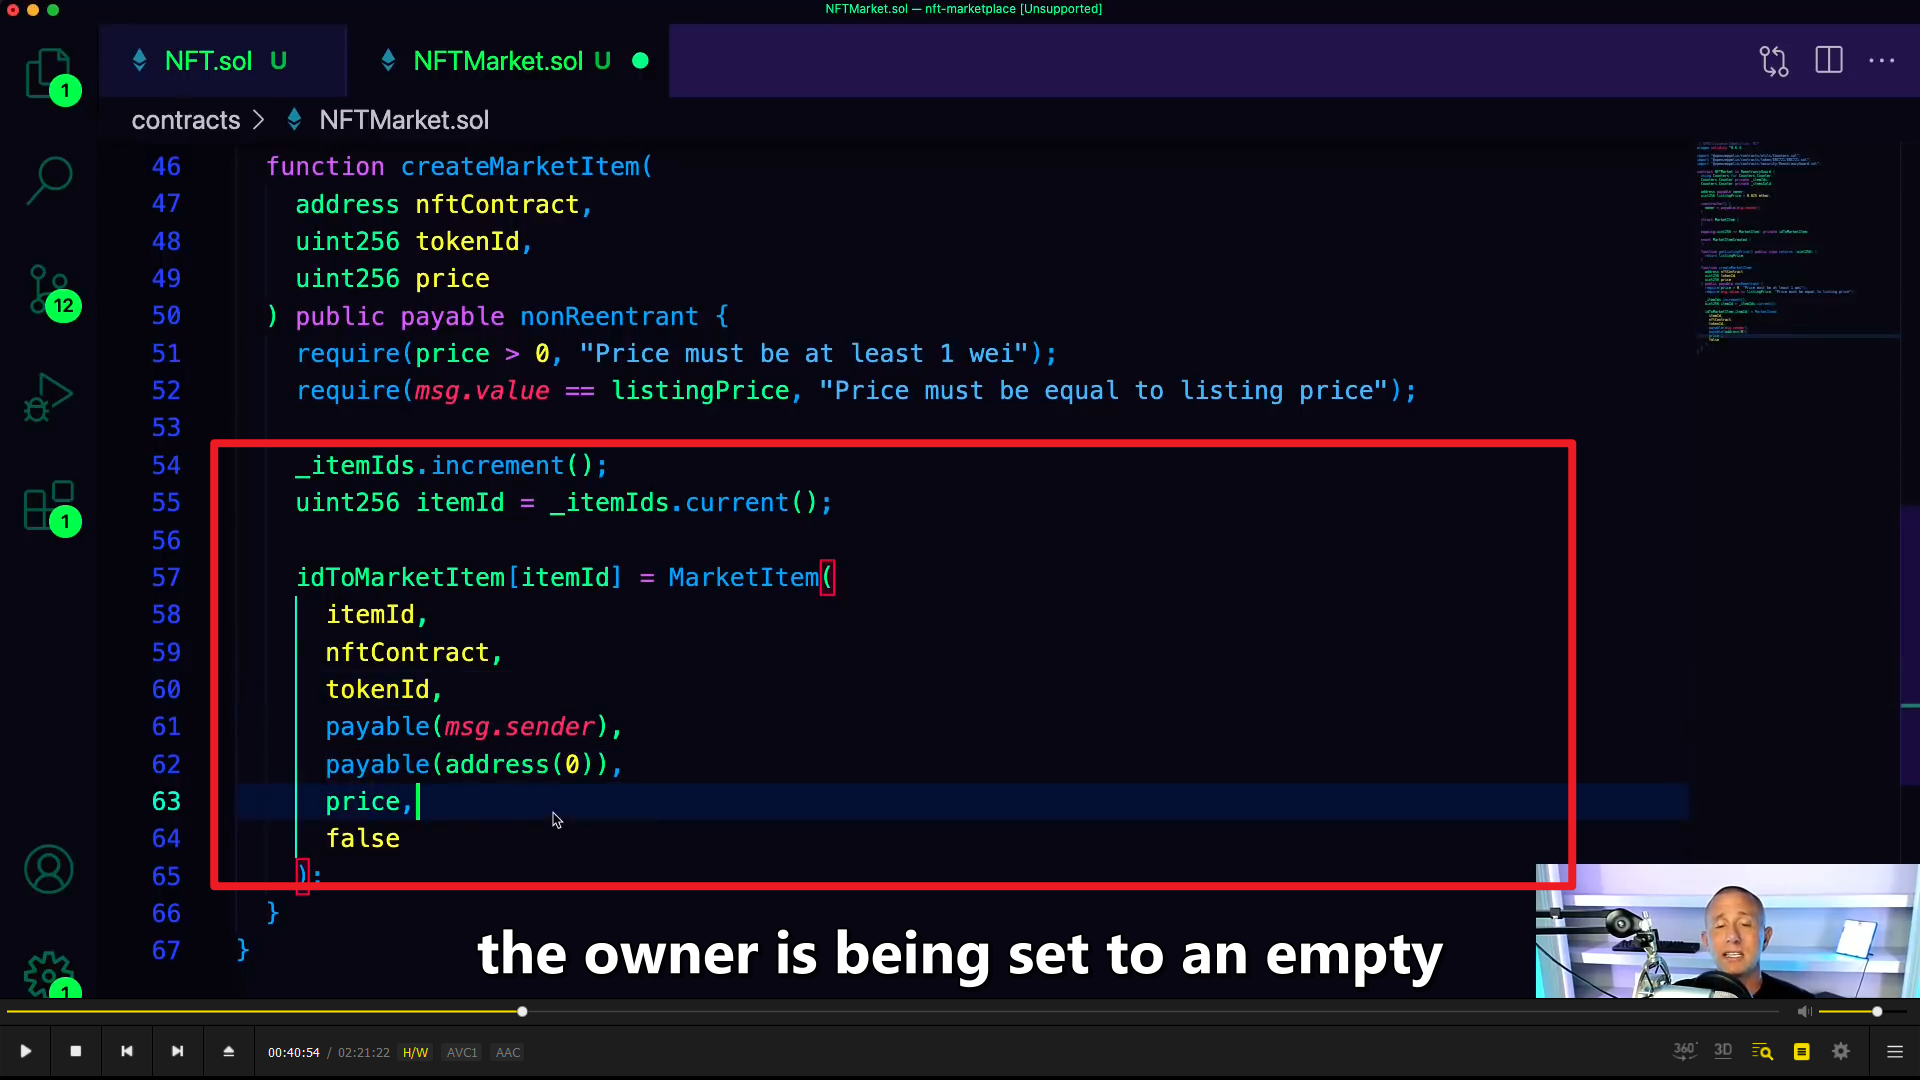 NFTMarket.sol — nft-marketplace [Unsupported]
NFT.sol U
NFTMarket.sol U
1
contracts > NFTMarket.sol
46 function createMarketItem(
47 address nftContract,
48 uint256 tokenId,
49 uint256 price
50 ) public payable nonReentrant {
51 require(price > 0, "Price must be at least 1 wei");
52 require(msg.value == listingPrice, "Price must be equal to listing price");
53
54 _itemIds.increment();
55 uint256 itemId = _itemIds.current();
56
57 idToMarketItem[itemId] = MarketItem(
58 itemId,
59 nftContract,
60 tokenId,
61 payable(msg.sender),
62 payable(address(0)),
63 price,
64 false
65 );
66 }
67 }
12
1
1
the owner is being set to an empty
00:40:54 / 02:21:22 H/W AVC1 AAC
360° 3D